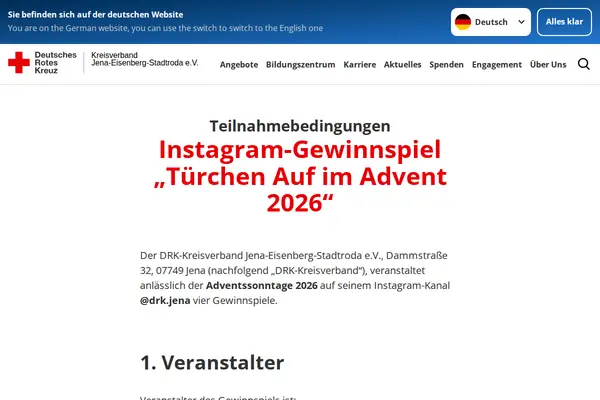 Sie befinden sich auf der deutschen Website
You are on the German website, you can use the switch to switch to the English one
Deutsch
Alles klar
Deutsches
Rotes
Kreuz
Kreisverband
Jena-Eisenberg-Stadtroda e.V.
Angebote Bildungszentrum Karriere Aktuelles Spenden Engagement Über Uns
Teilnahmebedingungen
Instagram-Gewinnspiel
„Türchen Auf im Advent
2026“
Der DRK-Kreisverband Jena-Eisenberg-Stadtroda e.V., Dammstraße
32, 07749 Jena (nachfolgend „DRK-Kreisverband“), veranstaltet
anlässlich der Adventssonntage 2026 auf seinem Instagram-Kanal
@drk.jena vier Gewinnspiele.
1. Veranstalter
Veranstalter des Gewinnspiels ist: